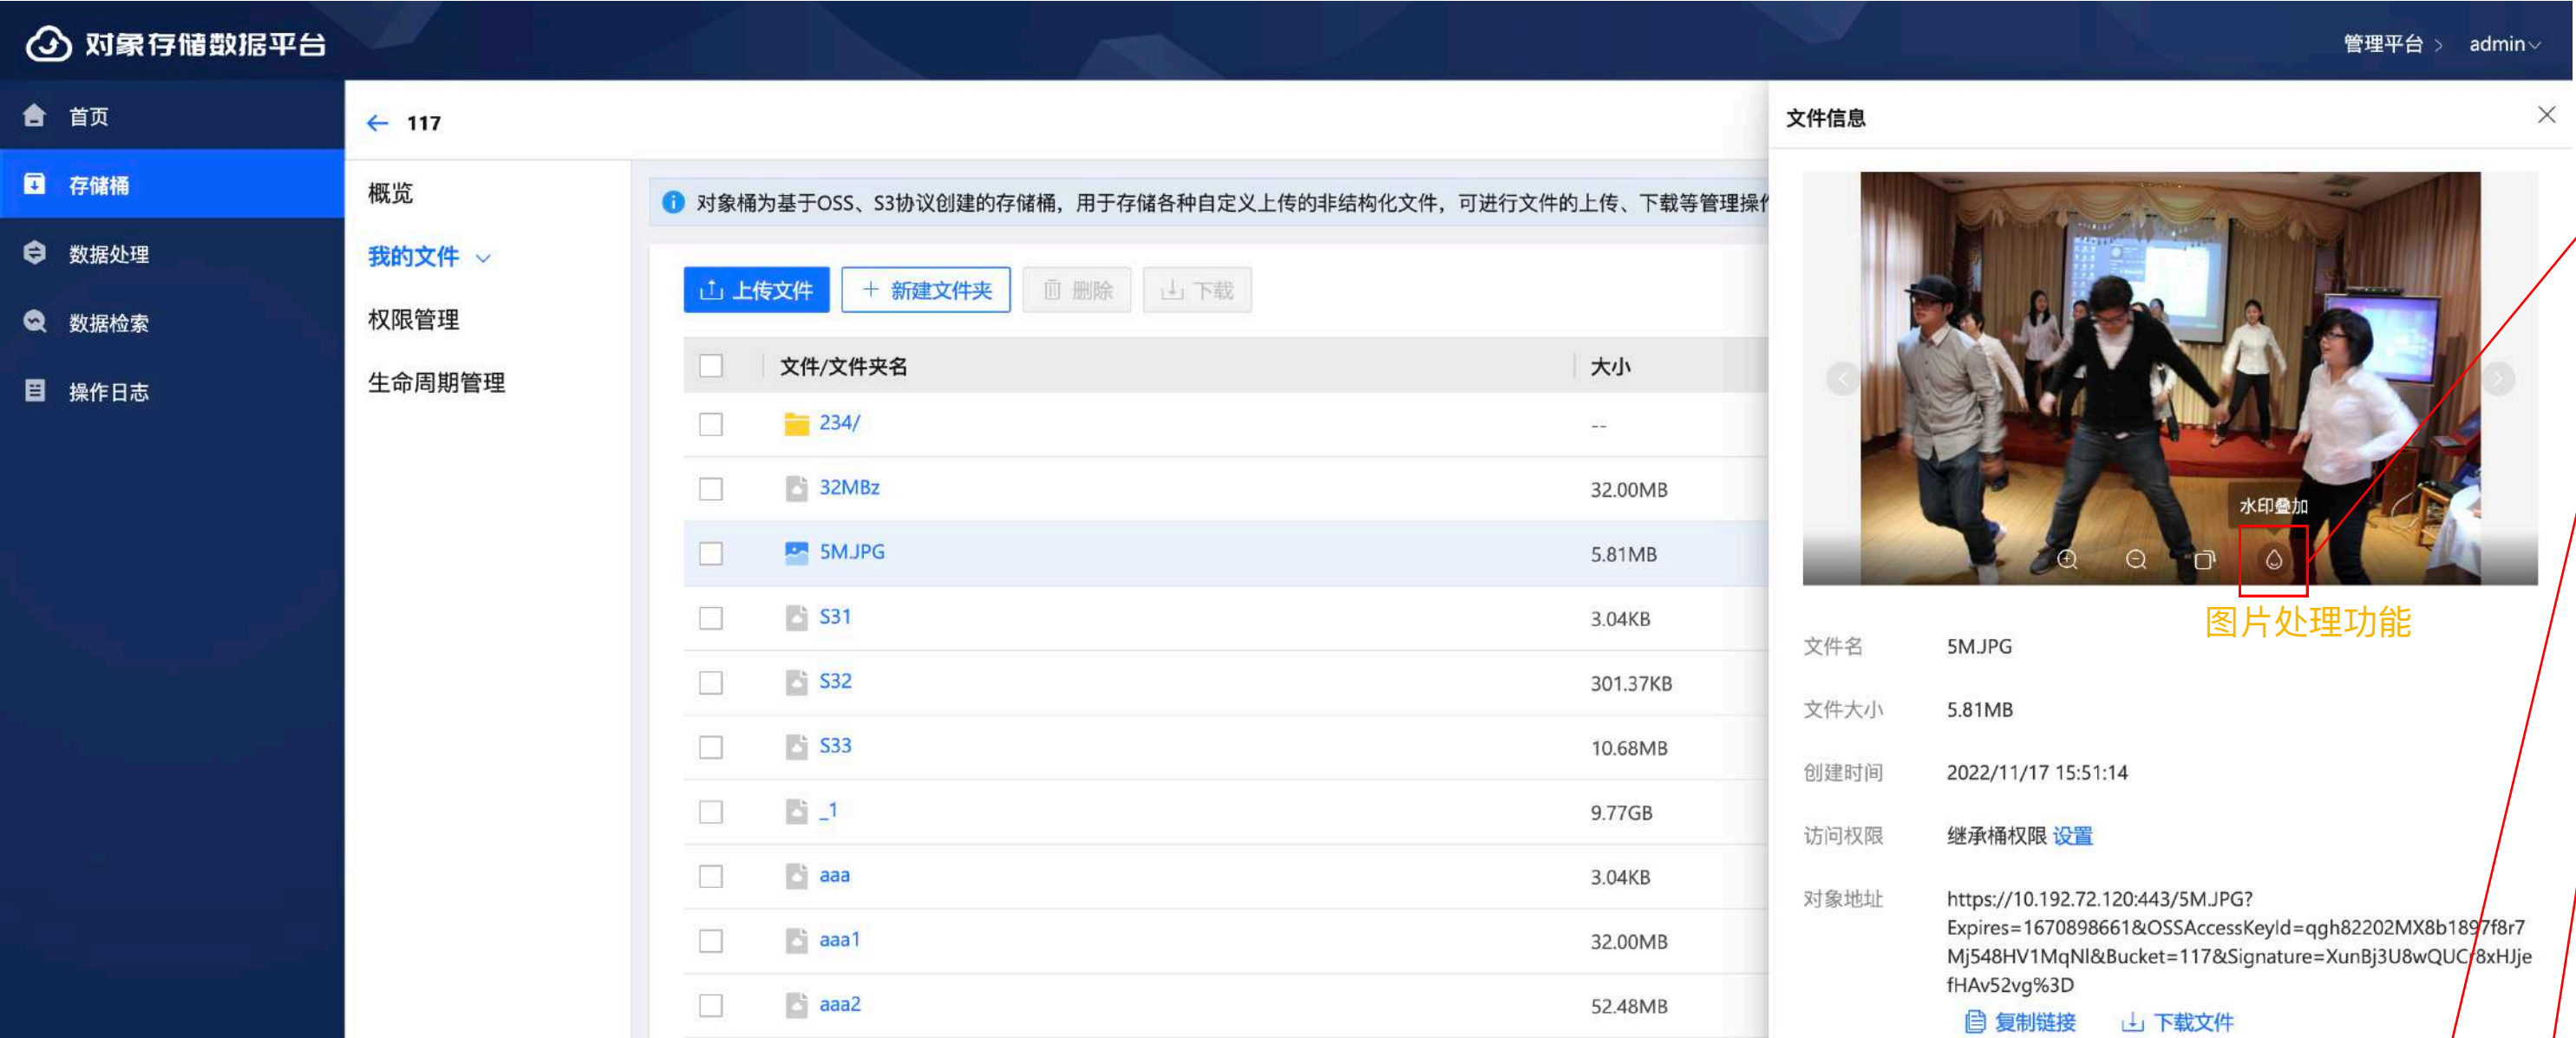 对象存储数据平台
管理平台 >
admin
首页
存储桶
数据处理
数据检索
操作日志
← 117
概览
我的文件
权限管理
生命周期管理
对象桶为基于OSS、S3协议创建的存储桶，用于存储各种自定义上传的非结构化文件，可进行文件的上传、下载等管理操作
上传文件
+ 新建文件夹
删除
下载
文件/文件夹名 大小
234/ --
32MBz 32.00MB
5M.JPG 5.81MB
S31 3.04KB
S32 301.37KB
S33 10.68MB
_1 9.77GB
aaa 3.04KB
aaa1 32.00MB
aaa2 52.48MB
文件信息
水印叠加
图片处理功能
文件名 5M.JPG
文件大小 5.81MB
创建时间 2022/11/17 15:51:14
访问权限 继承桶权限 设置
对象地址 https://10.192.72.120:443/5M.JPG?
Expires=1670898661&OSSAccessKeyId=qgh82202MX8b1897f8r7
Mj548HV1MqNl&Bucket=117&Signature=XunBj3U8wQUCr8xHJje
fHAv52vg%3D
复制链接
下载文件